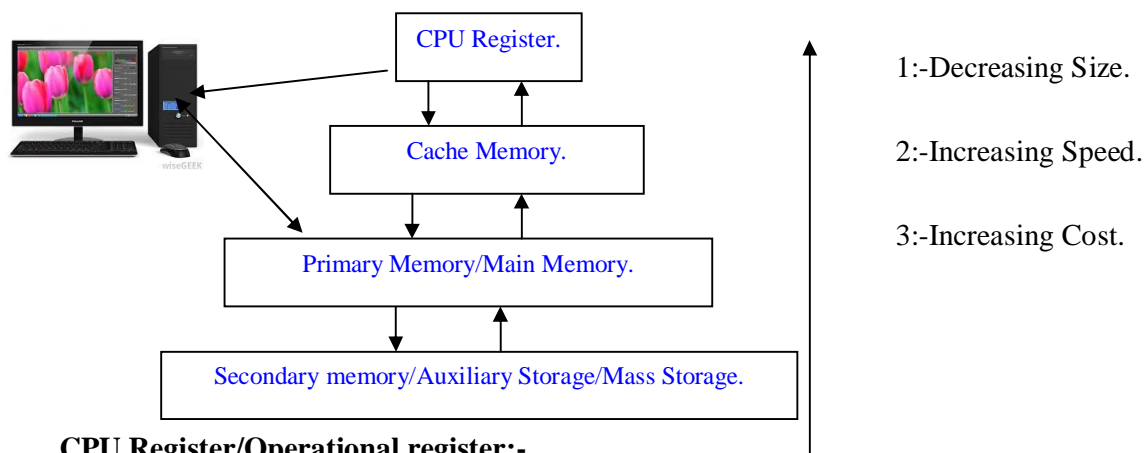 CPU Register.
1:-Decreasing Size.
Cache Memory.
2:-Increasing Speed.
wiseGEEK
3:-Increasing Cost.
Primary Memory/Main Memory.
Secondary memory/Auxiliary Storage/Mass Storage.
CPU Register/Operational register:-